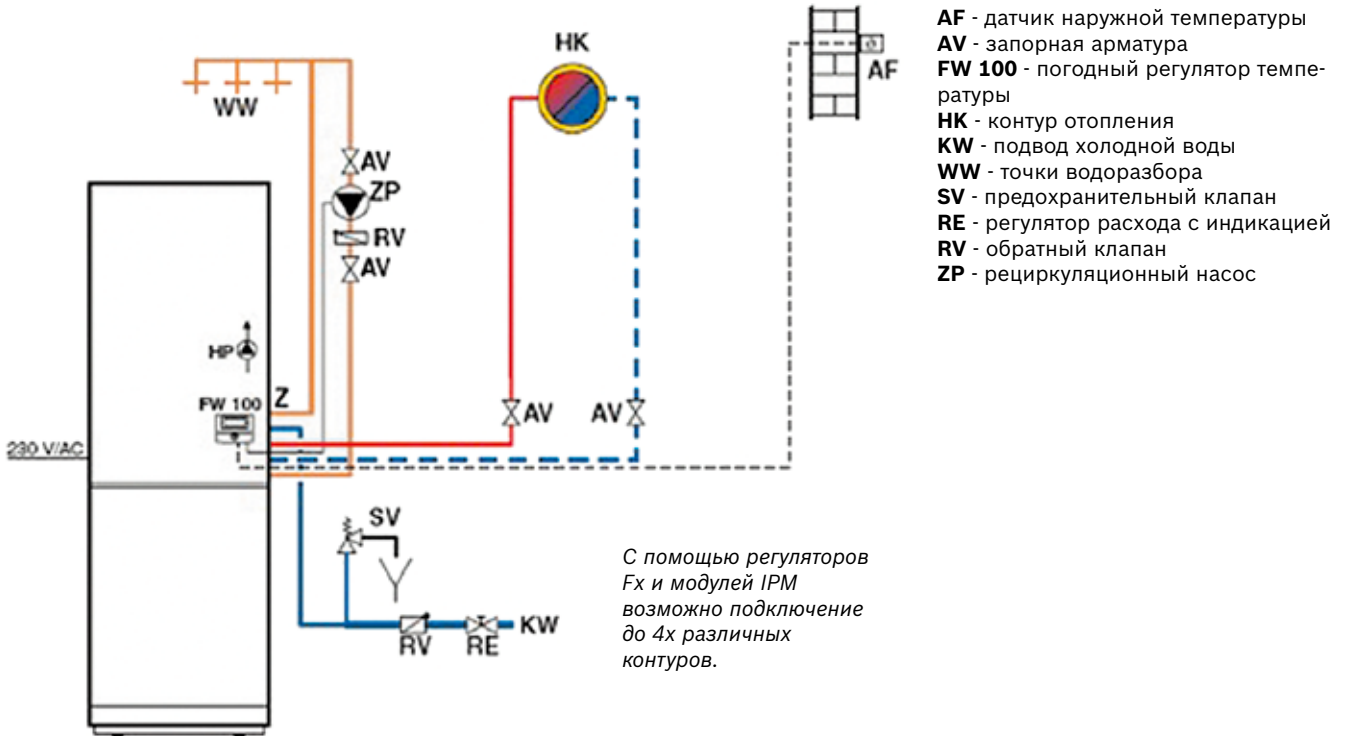 HK
AF
WW
AV
ZP
RV
AV
HP
FW 100
Z
AV
AV
230 V/AC
SV
KW
RV
RE
С помощью регуляторов
Fx и модулей IPM
возможно подключение
до 4х различных
контуров.
AF - датчик наружной температуры
AV - запорная арматура
FW 100 - погодный регулятор темпе-
ратуры
HK - контур отопления
KW - подвод холодной воды
WW - точки водоразбора
SV - предохранительный клапан
RE - регулятор расхода с индикацией
RV - обратный клапан
ZP - рециркуляционный насос